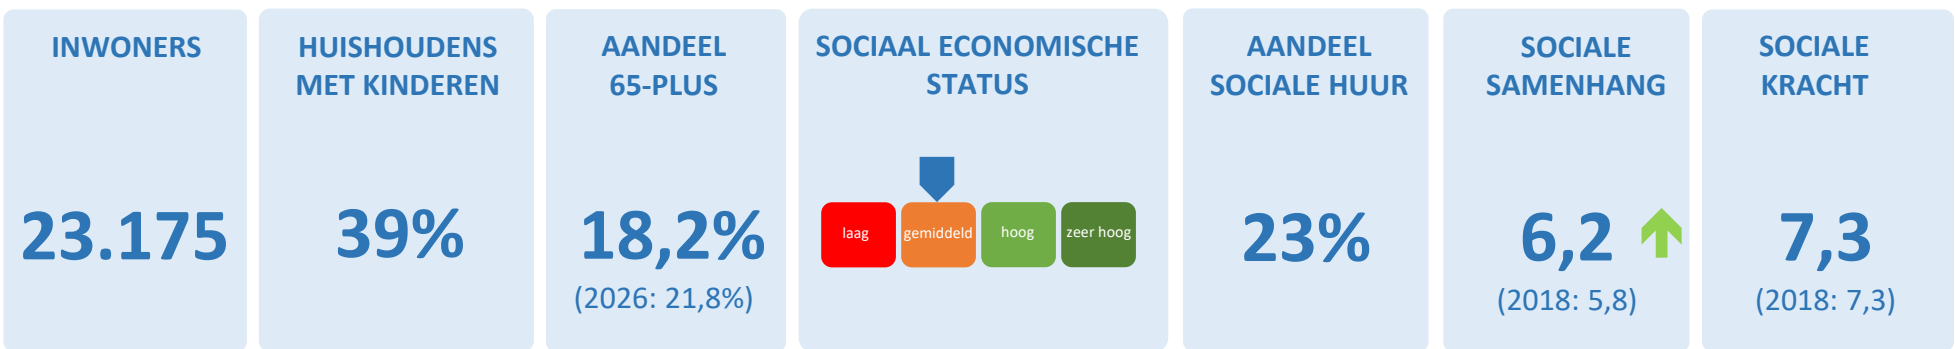 INWONERS
23.175
HUISHOUDENS
MET KINDEREN
39%
AANDEEL
65-PLUS
18,2%
(2026: 21,8%)
SOCIAAL ECONOMISCHE
STATUS
laag
gemiddeld
hoog
zeer hoog
AANDEEL
SOCIALE HUUR
23%
SOCIALE
SAMENHANG
6,2
(2018: 5,8)
SOCIALE
KRACHT
7,3
(2018: 7,3)